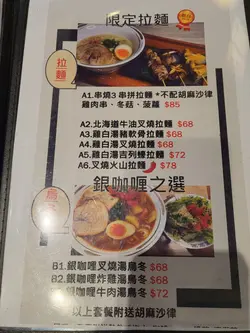 限定拉麵
拉
麵
A1.串燒3 串拼拉麵 *不配胡麻沙律
雞肉串、冬菇、菠蘿 $85
A2.北海道牛油叉燒拉麵 $68
A3.雞白湯豬軟骨拉麵 $68
A4.雞白湯叉燒拉麵 $68
A5.雞白湯吉列蠔拉麵 $72
A6.叉燒火山拉麵 $78
銀咖喱之選
烏
冬
B1.銀咖喱叉燒湯烏冬 $68
B2.銀咖喱炸雞湯烏冬 $68
銀咖喱牛肉湯烏冬 $72
以上套餐附送胡麻沙律